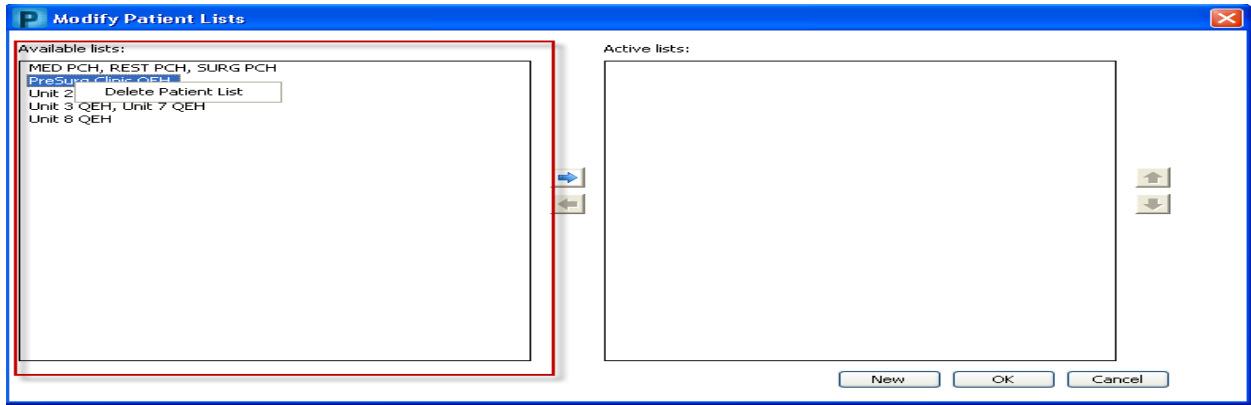 P Modify Patient Lists
Available lists:
Active lists:
MED PCH, REST PCH, SURG PCH
PreSurg Clinic QEH
Unit 2
Delete Patient List
Unit 3 QEH, Unit 7 QEH
Unit 8 QEH
New
OK
Cancel